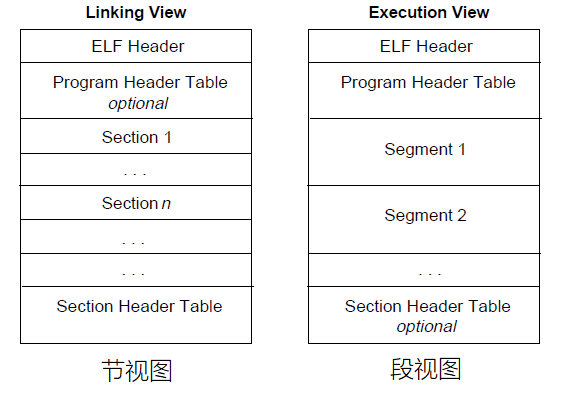 Linking View
ELF Header
Program Header Table
optional
Section 1
. . .
Section n
. . .
. . .
Section Header Table
节视图
Execution View
ELF Header
Program Header Table
Segment 1
Segment 2
. . .
Section Header Table
optional
段视图